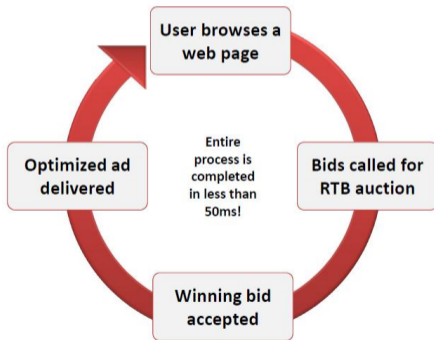 User browses a
web page
Bids called for
RTB auction
Winning bid
accepted
Optimized ad
delivered
Entire
process is
completed
in less than
50ms!